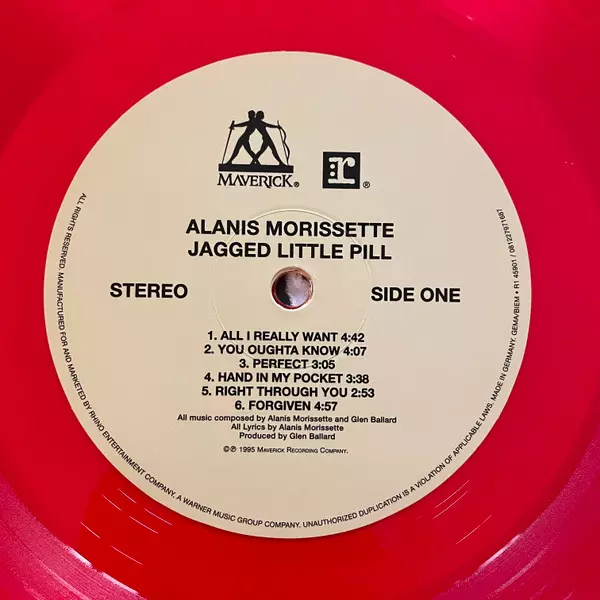 MAVERICK®
r®
ALANIS MORISSETTE
JAGGED LITTLE PILL
STEREO
SIDE ONE
1. ALL I REALLY WANT 4:42
2. YOU OUGHTA KNOW 4:07
3. PERFECT 3:05
4. HAND IN MY POCKET 3:38
5. RIGHT THROUGH YOU 2:53
6. FORGIVEN 4:57
All music composed by Alanis Morissette and Glen Ballard
All Lyrics by Alanis Morissette
Produced by Glen Ballard
©℗ 1995 MAVERICK RECORDING COMPANY.
ALL RIGHTS RESERVED. MANUFACTURED FOR AND MARKETED BY RHINO ENTERTAINMENT COMPANY, A WARNER MUSIC GROUP COMPANY. UNAUTHORIZED DUPLICATION IS A VIOLATION OF APPLICABLE LAWS. MADE IN GERMANY. GEMA/BIEM • R1 45901 / 081227971687